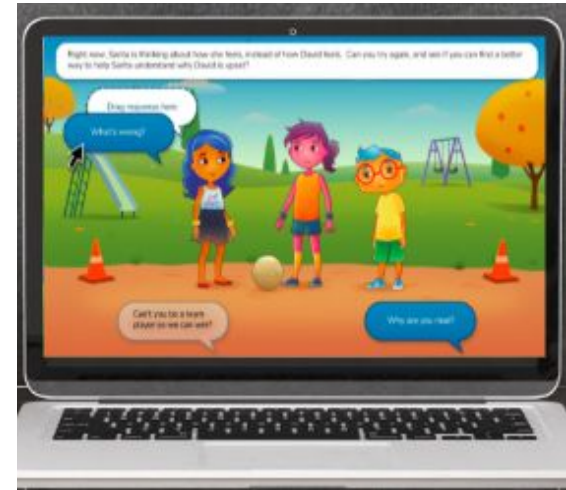 Right now, Sarita is thinking about how she feels, instead of how David feels. Can you try again, and see if you can find a better
way to help Sarita understand why David is upset?
Drag response here
What's wrong?
Can't you be a team
player so we can win?
Why are you mad?